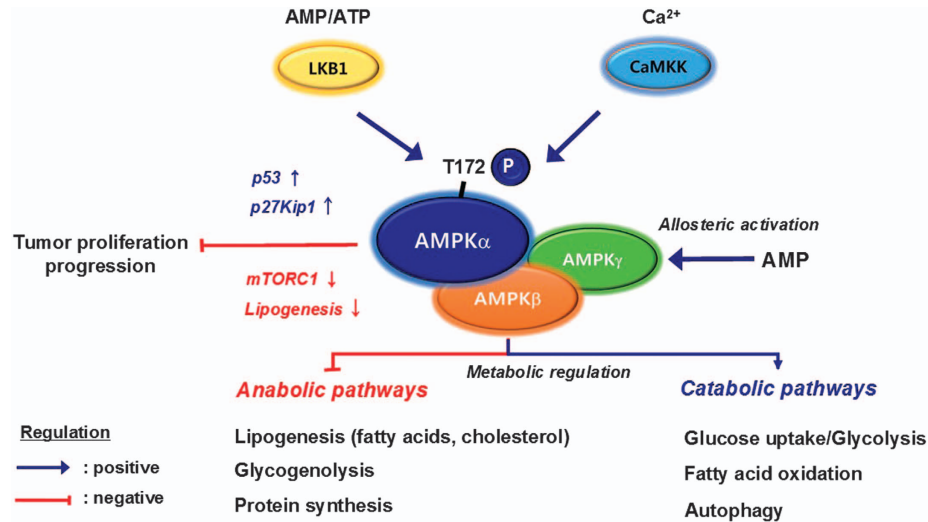 AMP/ATP
Ca²⁺
LKB1
CaMKK
T172
P
p53 ↑
p27Kip1 ↑
Allosteric activation
AMPKα
Tumor proliferation
progression
AMPKγ
AMP
mTORC1 ↓
Lipogenesis ↓
AMPKβ
Metabolic regulation
Anabolic pathways
Catabolic pathways
Regulation
: positive
: negative
Lipogenesis (fatty acids, cholesterol)
Glycogenolysis
Protein synthesis
Glucose uptake/Glycolysis
Fatty acid oxidation
Autophagy